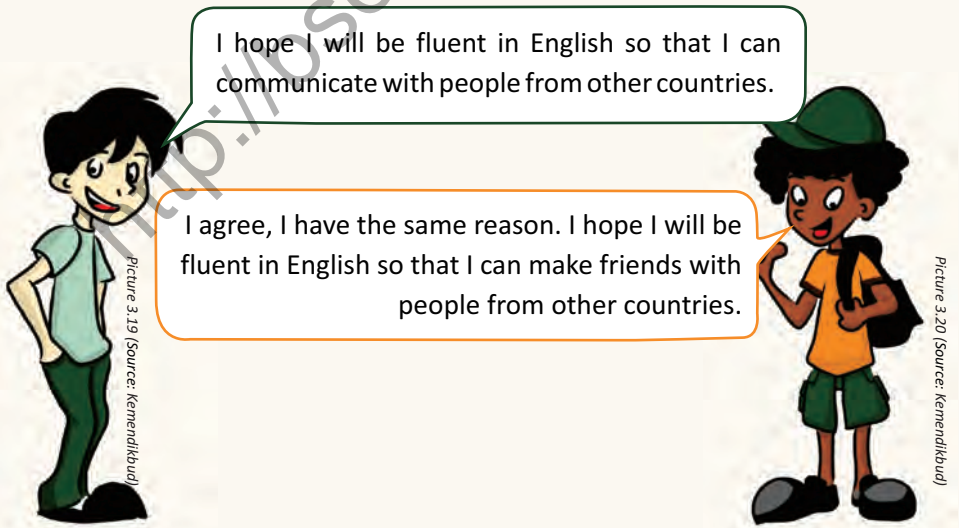 I hope I will be fluent in English so that I can
communicate with people from other countries.
I agree, I have the same reason. I hope I will be
fluent in English so that I can make friends with
people from other countries.
Picture 3.19 (Source: Kemendikbud)
Picture 3.20 (Source: Kemendikbud)
http://bs